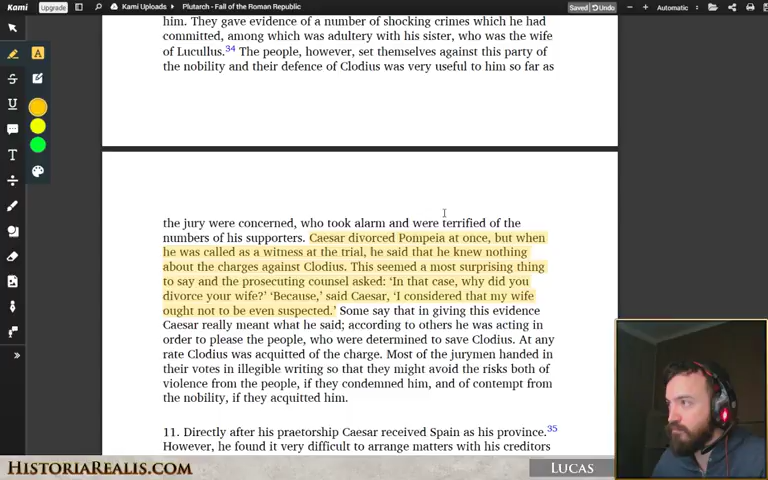 Kami
Upgrade
Kami Uploads > Plutarch - Fall of the Roman Republic
Saved
Undo
Automatic
him. They gave evidence of a number of shocking crimes which he had
committed, among which was adultery with his sister, who was the wife
of Lucullus.34 The people, however, set themselves against this party of
the nobility and their defence of Clodius was very useful to him so far as
the jury were concerned, who took alarm and were terrified of the
numbers of his supporters. Caesar divorced Pompeia at once, but when
he was called as a witness at the trial, he said that he knew nothing
about the charges against Clodius. This seemed a most surprising thing
to say and the prosecuting counsel asked: ‘In that case, why did you
divorce your wife?’ ‘Because,’ said Caesar, ‘I considered that my wife
ought not to be even suspected.’ Some say that in giving this evidence
Caesar really meant what he said; according to others he was acting in
order to please the people, who were determined to save Clodius. At any
rate Clodius was acquitted of the charge. Most of the jurymen handed in
their votes in illegible writing so that they might avoid the risks both of
violence from the people, if they condemned him, and of contempt from
the nobility, if they acquitted him.
11. Directly after his praetorship Caesar received Spain as his province.35
However, he found it very difficult to arrange matters with his creditors
HISTORIAREALIS.COM
LUCAS